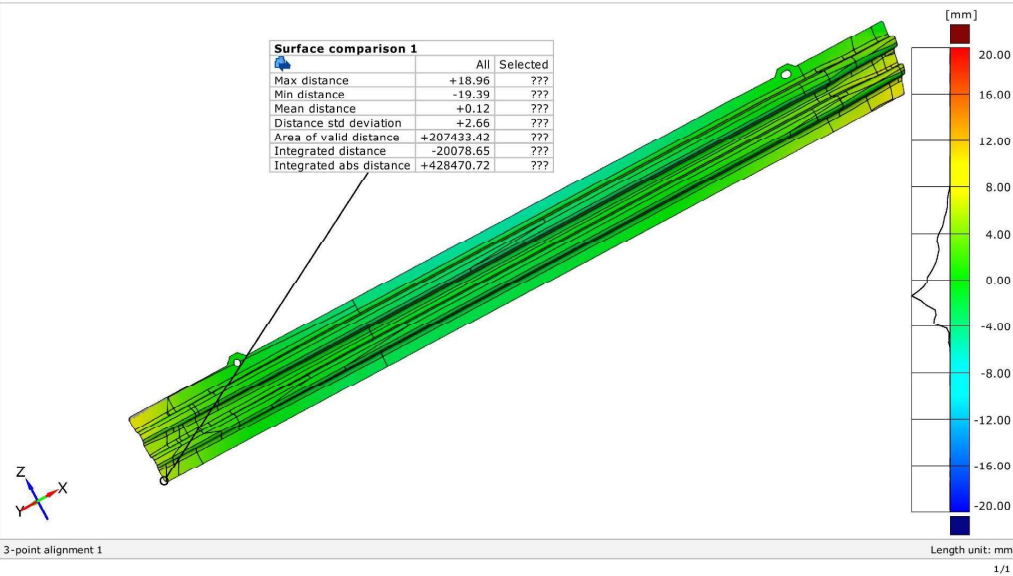 [mm]
Surface comparison 1
All Selected
Max distance +18.96 ???
Min distance -19.39 ???
Mean distance +0.12 ???
Distance std deviation +2.66 ???
Area of valid distance +207433.42 ???
Integrated distance -20078.65 ???
Integrated abs distance +428470.72 ???
20.00
16.00
12.00
8.00
4.00
0.00
-4.00
-8.00
-12.00
-16.00
-20.00
Z
X
Y
3-point alignment 1
Length unit: mm
1/1